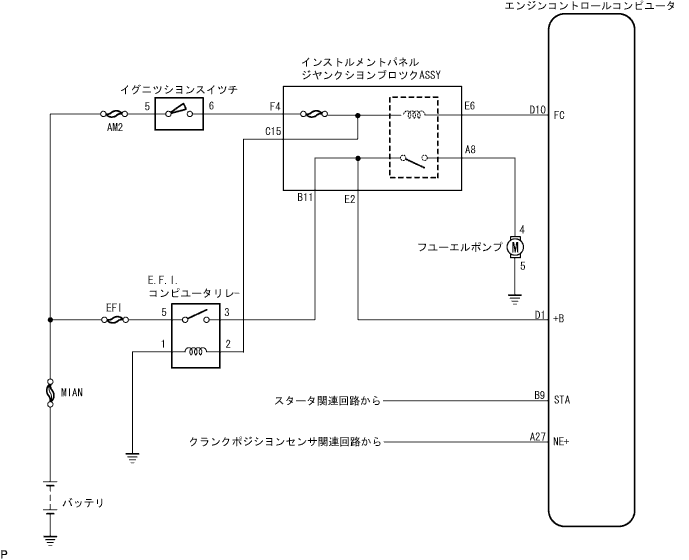 エンジンコントロールコンピュータ
インストルメントパネル
ジヤンクションブロツクASSY
イグニツションスイツチ
5
6
F4
E6
D10
FC
AM2
C15
A8
B11
E2
4
フユーエルポンプ
M
5
E.F.I.
コンピュータリレー
EFI
5
3
D1
+B
1
2
MIAN
スタータ関連回路から
B9
STA
クランクポジションセンサ関連回路から
A27
NE+
バッテリ
P